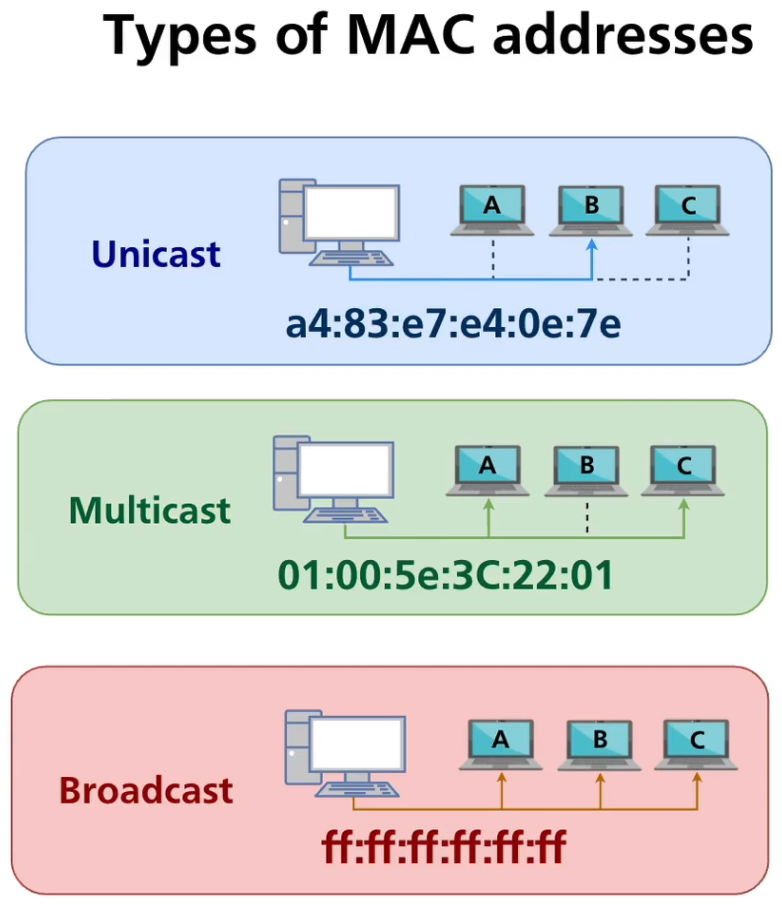 Types of MAC addresses
A B C
Unicast
a4:83:e7:e4:0e:7e
A B C
Multicast
01:00:5e:3C:22:01
A B C
Broadcast
ff:ff:ff:ff:ff:ff